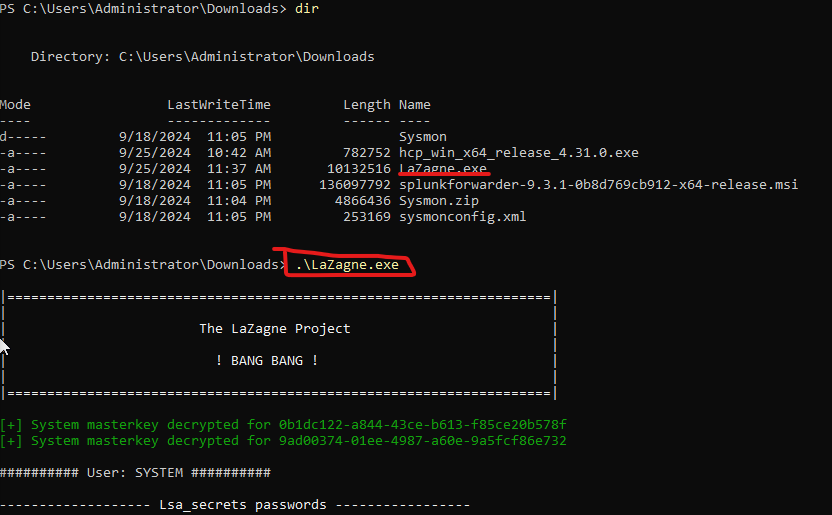 PS C:\Users\Administrator\Downloads> dir
Directory: C:\Users\Administrator\Downloads
Mode                 LastWriteTime         Length Name
----                 -------------         ------ ----
d-----         9/18/2024  11:05 PM                Sysmon
-a----         9/25/2024  10:42 AM         782752 hcp_win_x64_release_4.31.0.exe
-a----         9/25/2024  11:37 AM       10132516 LaZagne.exe
-a----         9/18/2024  11:05 PM      136097792 splunkforwarder-9.3.1-0b8d769cb912-x64-release.msi
-a----         9/18/2024  11:04 PM        4866436 Sysmon.zip
-a----         9/18/2024  11:05 PM         253169 sysmonconfig.xml
PS C:\Users\Administrator\Downloads> .\LaZagne.exe
|====================================================================|
|                                                                    |
|                        The LaZagne Project                         |
|                                                                    |
|                          ! BANG BANG !                             |
|                                                                    |
|====================================================================|
[+] System masterkey decrypted for 0b1dc122-a844-43ce-b613-f85ce20b578f
[+] System masterkey decrypted for 9ad00374-01ee-4987-a60e-9a5fcf86e732
########## User: SYSTEM ##########
------------------- Lsa_secrets passwords -----------------